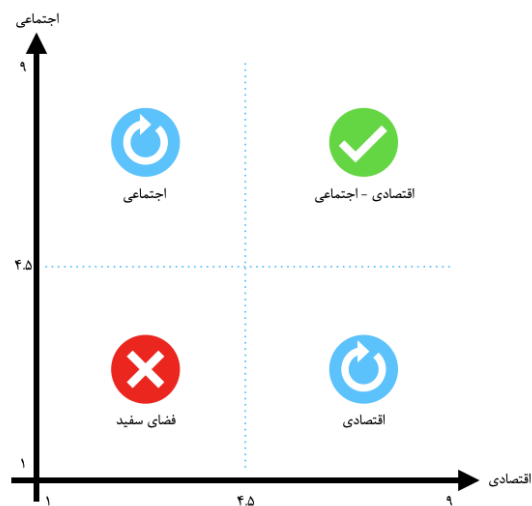 اجتماعی
۹
اجتماعی
اقتصادی - اجتماعی
۴.۵
فضای سفید
اقتصادی
۱
اقتصادی
۱
۴.۵
۹